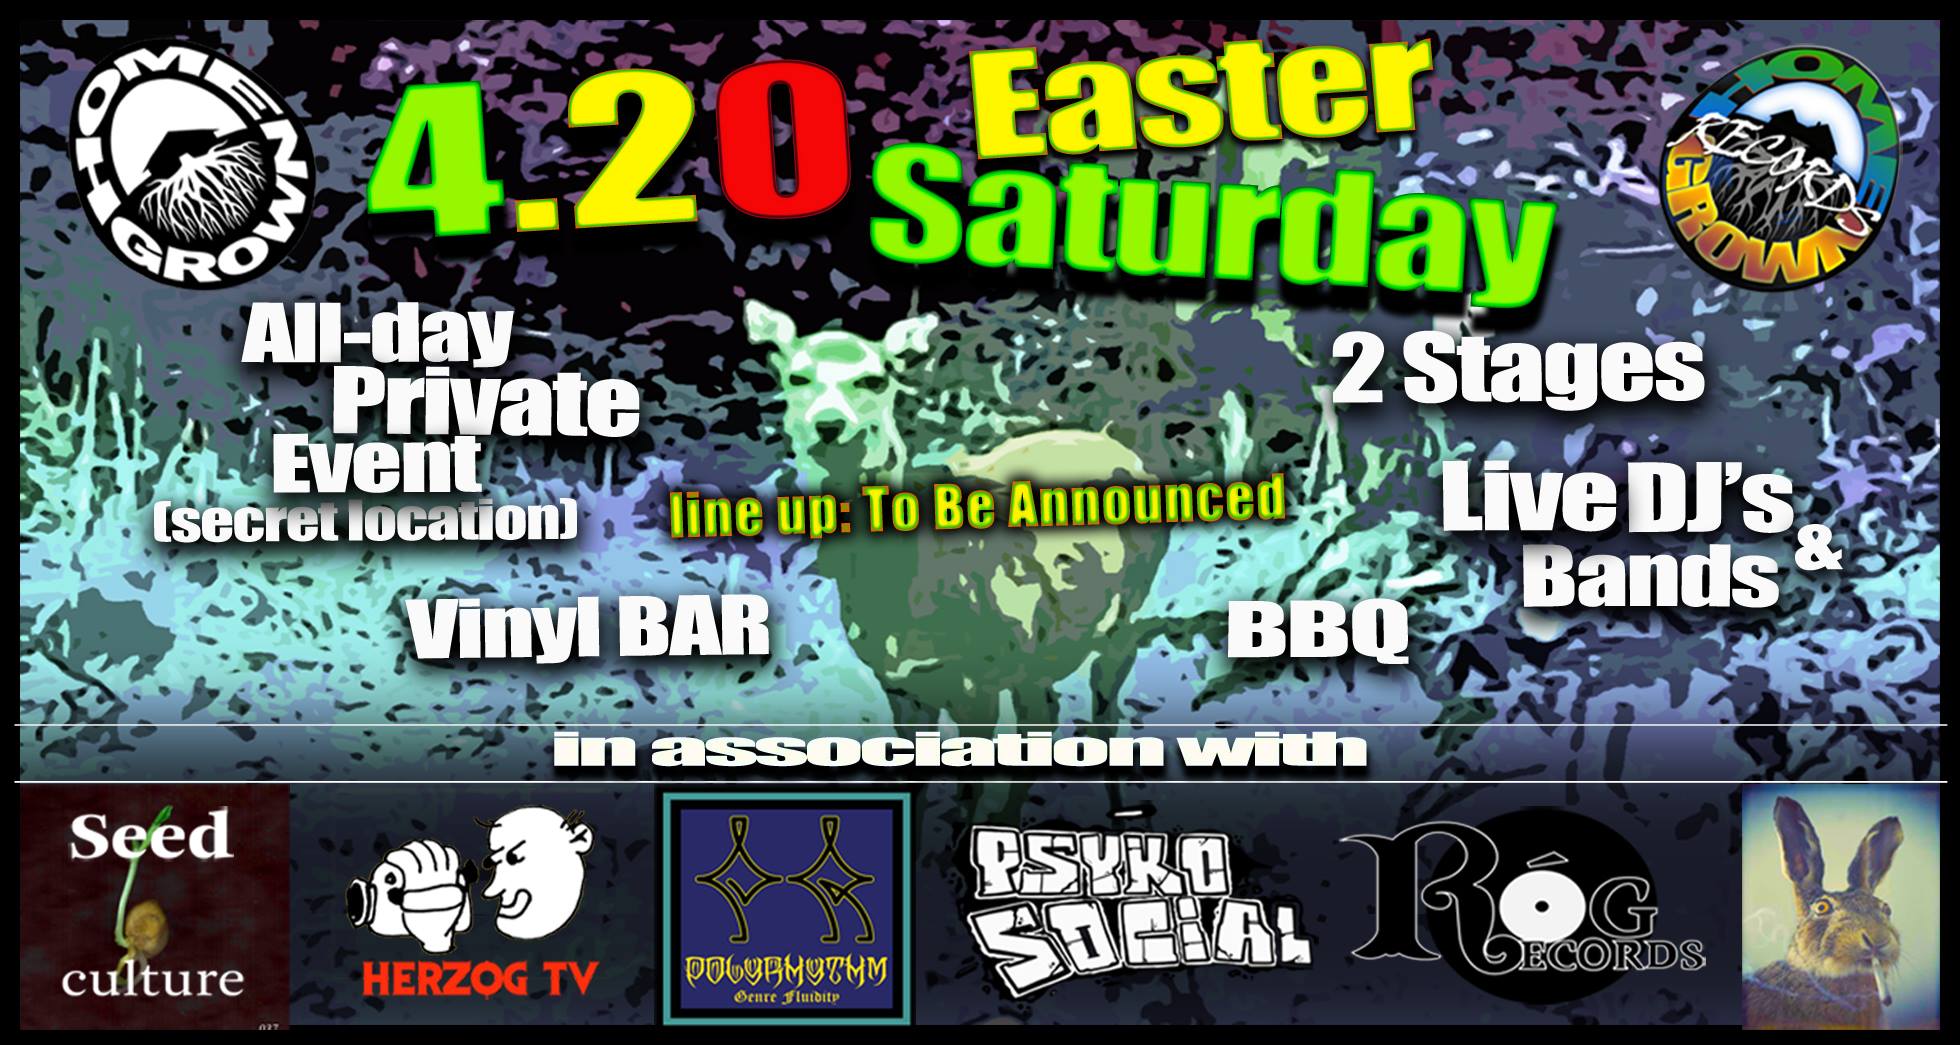 HOMEGROWN
4.20 Easter
Saturday
HOMEGROWN
RECORDS
All-day
Private
Event
(secret location)
2 Stages
line up: To Be Announced
Live DJ's
&
Bands
Vinyl BAR
BBQ
in association with
Seed
culture
037
HERZOG TV
POLYRHYTHM
Genre Fluidity
PSYKO
SOCIAL
RÓG
RECORDS